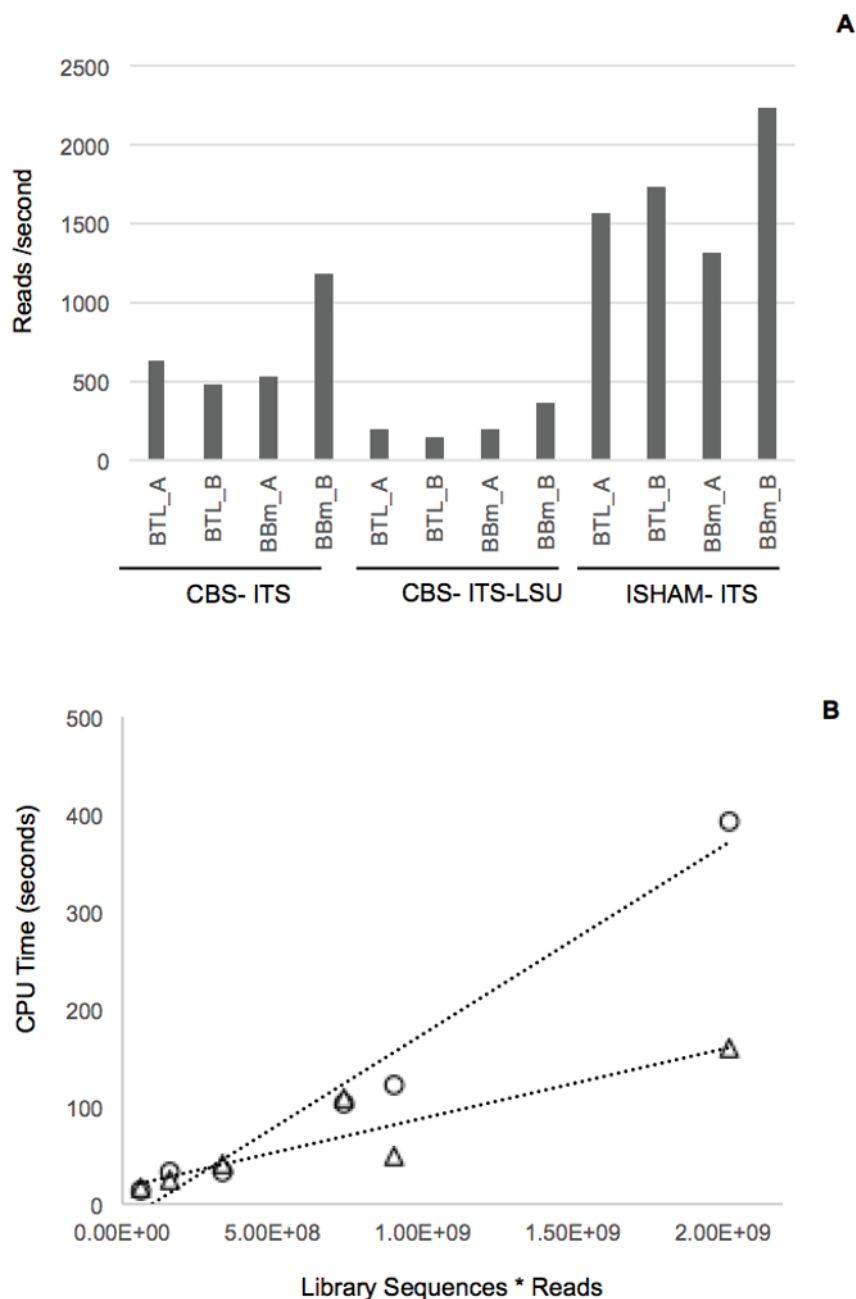 A
2500
2000
1500
1000
500
0
Reads /second
BTL_A
BTL_B
BBm_A
BBm_B
BTL_A
BTL_B
BBm_A
BBm_B
BTL_A
BTL_B
BBm_A
BBm_B
CBS- ITS
CBS- ITS-LSU
ISHAM- ITS
B
500
400
300
200
100
0
CPU Time (seconds)
0.00E+00
5.00E+08
1.00E+09
1.50E+09
2.00E+09
Library Sequences * Reads